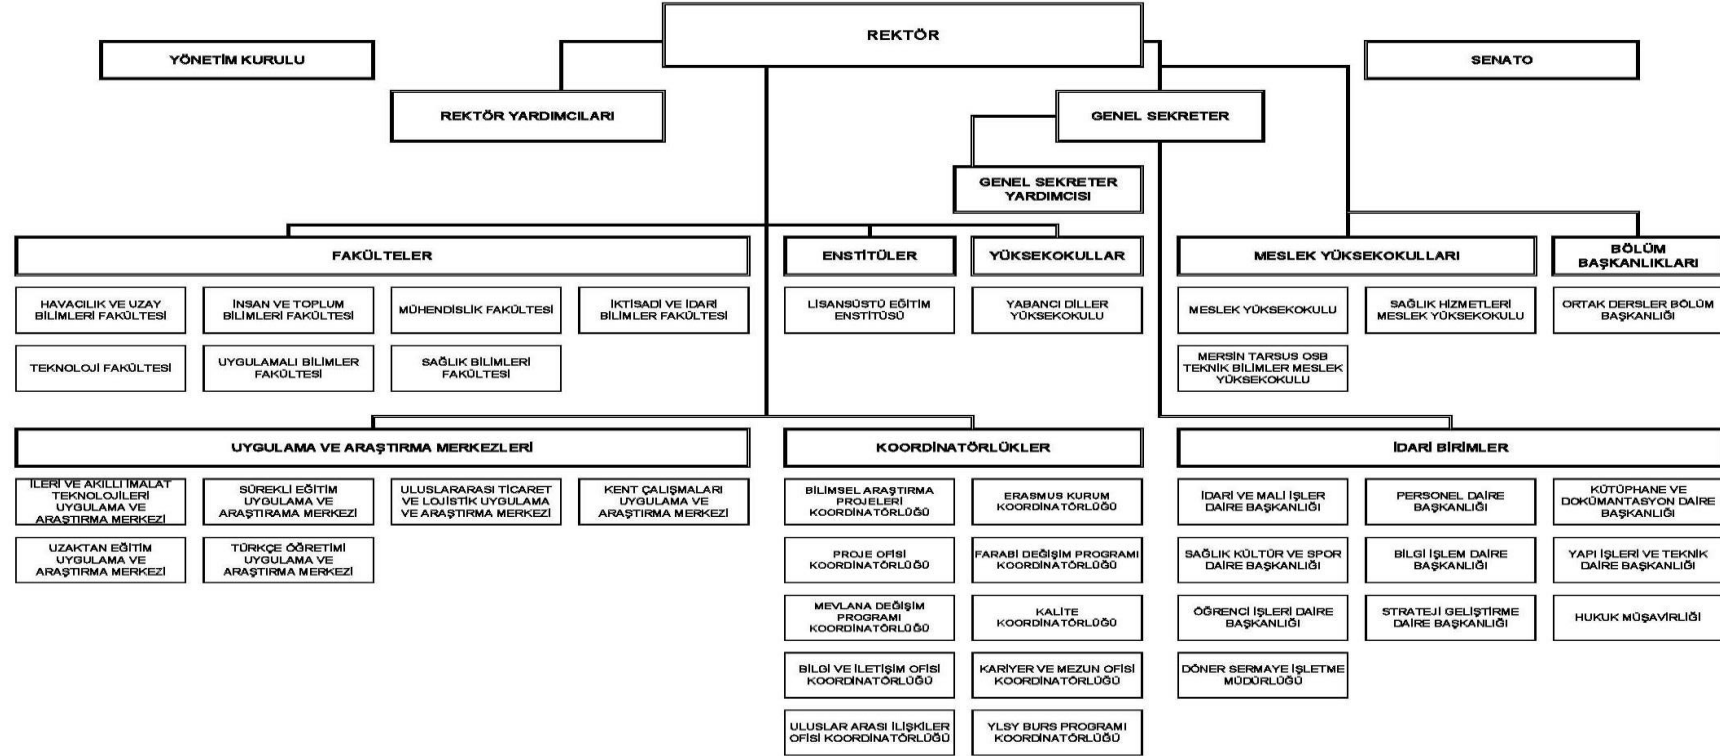 REKTÖR
YÖNETİM KURULU
SENATO
REKTÖR YARDIMCILARI
GENEL SEKRETER
GENEL SEKRETER
YARDIMCISI
FAKÜLTELER
ENSTİTÜLER
YÜKSEKOKULLAR
MESLEK YÜKSEKOKULLARI
BÖLÜM
BAŞKANLIKLARI
HAVACILIK VE UZAY
BİLİMLERİ FAKÜLTESİ
İNSAN VE TOPLUM
BİLİMLERİ FAKÜLTESİ
MÜHENDİSLİK FAKÜLTESİ
İKTİSADİ VE İDARİ
BİLİMLER FAKÜLTESİ
LİSANSÜSTÜ EĞİTİM
ENSTİTÜSÜ
YABANCI DİLLER
YÜKSEKOKULU
MESLEK YÜKSEKOKULU
SAĞLIK HİZMETLERİ
MESLEK YÜKSEKOKULU
ORTAK DERSLER BÖLÜM
BAŞKANLIĞI
TEKNOLOJİ FAKÜLTESİ
UYGULAMALI BİLİMLER
FAKÜLTESİ
SAĞLIK BİLİMLERİ
FAKÜLTESİ
MERSİN TARSUS OSB
TEKNİK BİLİMLER MESLEK
YÜKSEKOKULU
UYGULAMA VE ARAŞTIRMA MERKEZLERİ
KOORDİNATÖRLÜKLER
İDARİ BİRİMLER
İLERİ VE AKILLI İMALAT
TEKNOLOJİLERİ
UYGULAMA VE
ARAŞTIRMA MERKEZİ
SÜREKLİ EĞİTİM
UYGULAMA VE
ARAŞTIRAMA MERKEZİ
ULUSLARARASI TİCARET
VE LOJİSTİK UYGULAMA
VE ARAŞTIRMA MERKEZİ
KENT ÇALIŞMALARI
UYGULAMA VE
ARAŞTIRMA MERKEZİ
BİLİMSEL ARAŞTIRMA
PROJELERİ
KOORDİNATÖRLÜĞÜ
ERASMUS KURUM
KOORDİNATÖRLÜĞÜ
İDARİ VE MALİ İŞLER
DAİRE BAŞKANLIĞI
PERSONEL DAİRE
BAŞKANLIĞI
KÜTÜPHANE VE
DOKÜMANTASYON DAİRE
BAŞKANLIĞI
UZAKTAN EĞİTİM
UYGULAMA VE
ARAŞTIRMA MERKEZİ
TÜRKÇE ÖĞRETİMİ
UYGULAMA VE
ARAŞTIRMA MERKEZİ
PROJE OFİSİ
KOORDİNATÖRLÜĞÜ
FARABİ DEĞİŞİM PROGRAMI
KOORDİNATÖRLÜĞÜ
SAĞLIK KÜLTÜR VE SPOR
DAİRE BAŞKANLIĞI
BİLGİ İŞLEM DAİRE
BAŞKANLIĞI
YAPI İŞLERİ VE TEKNİK
DAİRE BAŞKANLIĞI
MEVLANA DEĞİŞİM
PROGRAMI
KOORDİNATÖRLÜĞÜ
KALİTE
KOORDİNATÖRLÜĞÜ
ÖĞRENCİ İŞLERİ DAİRE
BAŞKANLIĞI
STRATEJİ GELİŞTİRME
DAİRE BAŞKANLIĞI
HUKUK MÜŞAVİRLİĞİ
BİLGİ VE İLETİŞİM OFİSİ
KOORDİNATÖRLÜĞÜ
KARİYER VE MEZUN OFİSİ
KOORDİNATÖRLÜĞÜ
DÖNER SERMAYE İŞLETME
MÜDÜRLÜĞÜ
ULUSLAR ARASI İLİŞKİLER
OFİSİ KOORDİNATÖRLÜĞÜ
YLSY BURS PROGRAMI
KOORDİNATÖRLÜĞÜ